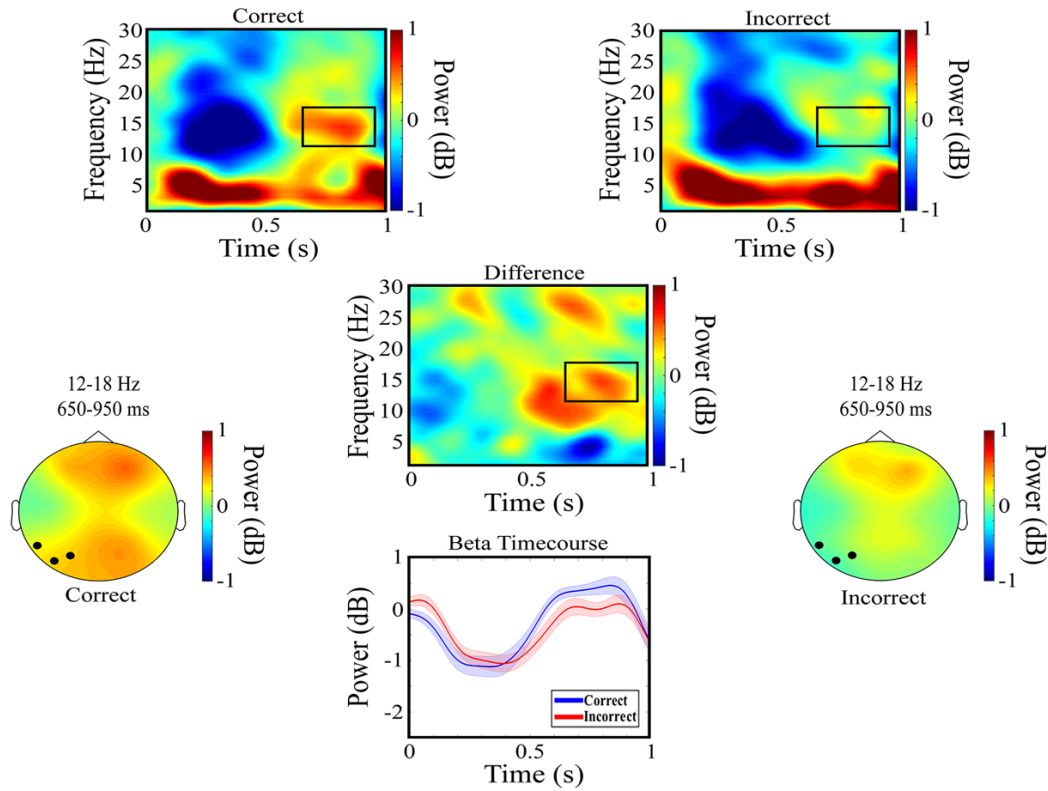 Correct
Frequency (Hz)
30
25
20
15
10
5
0
0.5
1
Time (s)
1
0
-1
Power (dB)
Incorrect
Frequency (Hz)
30
25
20
15
10
5
0
0.5
1
Time (s)
1
0
-1
Power (dB)
Difference
Frequency (Hz)
30
25
20
15
10
5
0
0.5
1
Time (s)
1
0
-1
Power (dB)
12-18 Hz
650-950 ms
1
0
-1
Power (dB)
Correct
12-18 Hz
650-950 ms
1
0
-1
Power (dB)
Incorrect
Beta Timecourse
Power (dB)
1
0
-1
-2
Correct
Incorrect
0
0.5
1
Time (s)